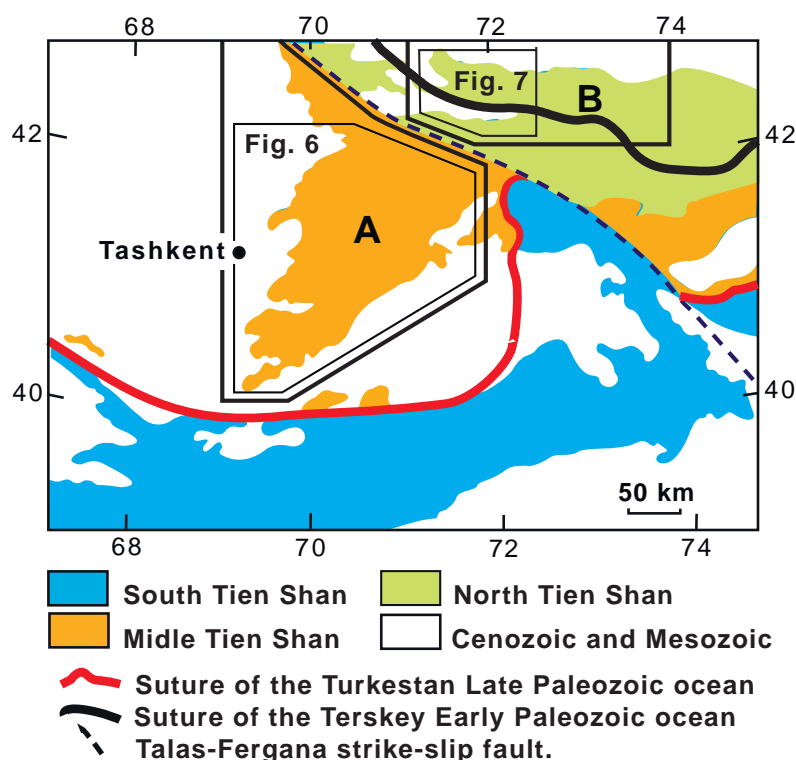 68 70 72 74
Fig. 7
B
42 42
Fig. 6
A
Tashkent
40 40
50 km
68 70 72 74
South Tien Shan North Tien Shan
Midle Tien Shan Cenozoic and Mesozoic
Suture of the Turkestan Late Paleozoic ocean
Suture of the Terskey Early Paleozoic ocean
Talas-Fergana strike-slip fault.